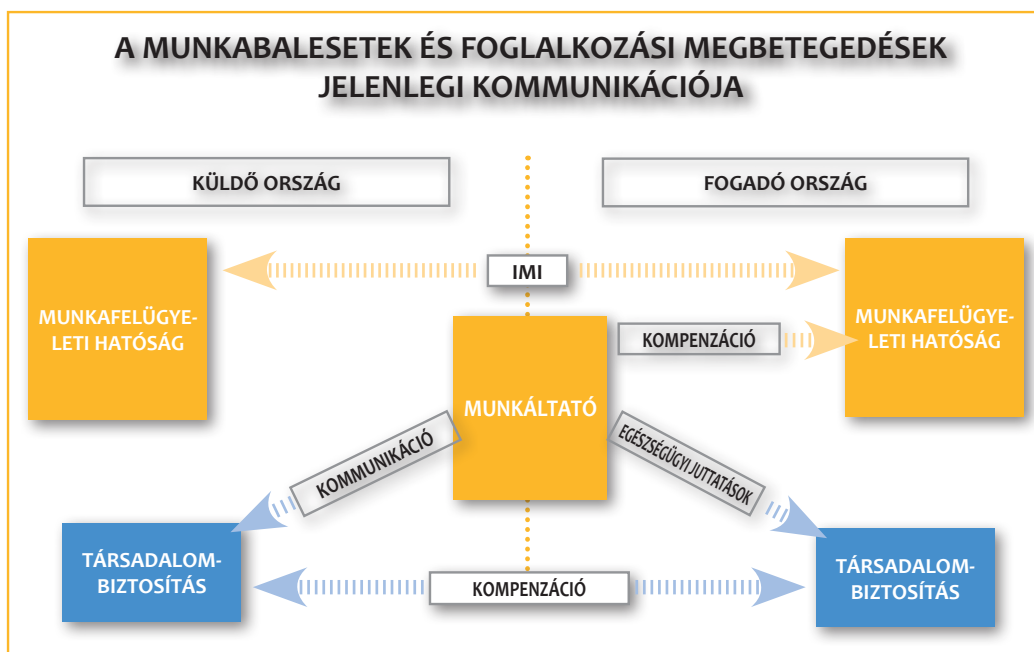 A MUNKABALESETEK ÉS FOGLALKOZÁSI MEGBETEGEDÉSEK
JELENLEGI KOMMUNIKÁCIÓJA
KÜLDŐ ORSZÁG
FOGADÓ ORSZÁG
IMI
MUNKAFELÜGYE-
LETI HATÓSÁG
MUNKAFELÜGYE-
LETI HATÓSÁG
KOMPENZÁCIÓ
MUNKÁLTATÓ
KOMMUNIKÁCIÓ
EGÉSZSÉGÜGYI JUTTATÁSOK
TÁRSADALOM-
BIZTOSÍTÁS
KOMPENZÁCIÓ
TÁRSADALOM-
BIZTOSÍTÁS